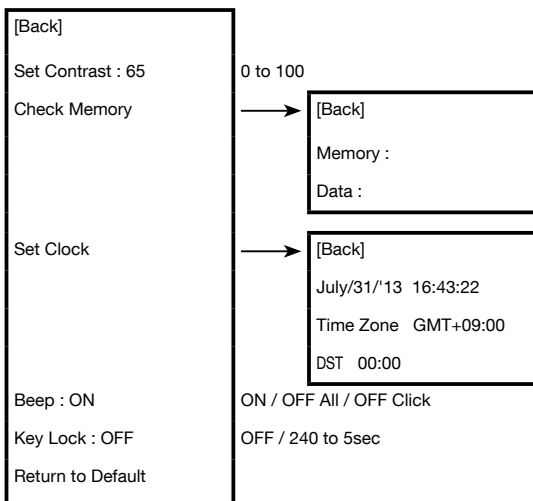 [Back]
Set Contrast : 65 0 to 100
Check Memory
[Back]
Memory :
Data :
Set Clock
[Back]
July/31/'13 16:43:22
Time Zone GMT+09:00
DST 00:00
Beep : ON ON / OFF All / OFF Click
Key Lock : OFF OFF / 240 to 5sec
Return to Default